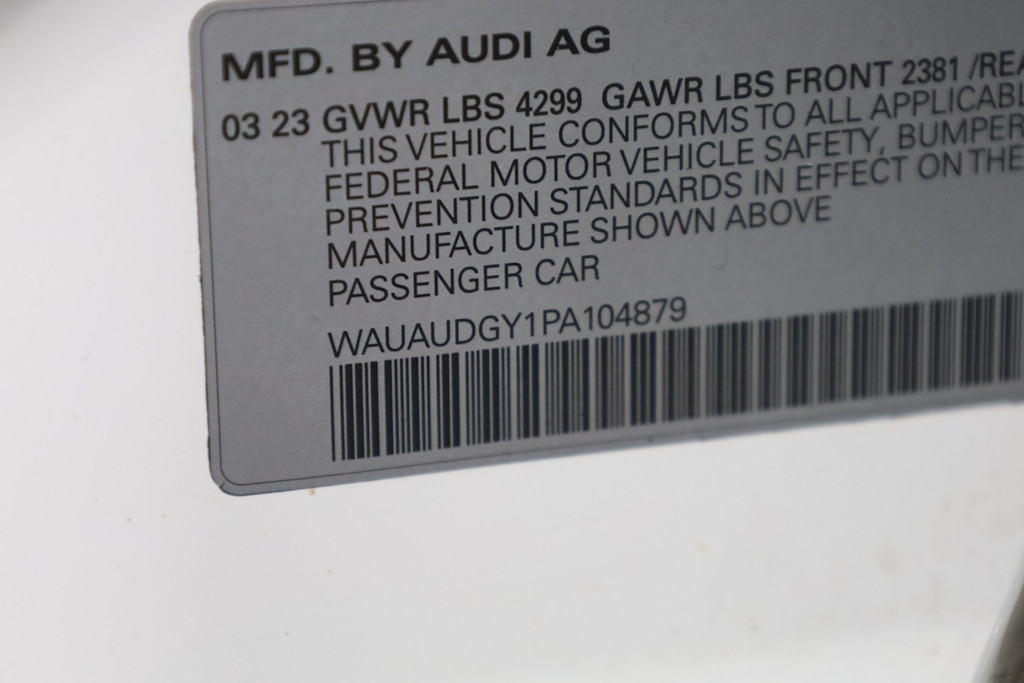 MFD. BY AUDI AG
03 23 GVWR LBS 4299 GAWR LBS FRONT 2381 /REA
THIS VEHICLE CONFORMS TO ALL APPLICABL
FEDERAL MOTOR VEHICLE SAFETY, BUMPER
PREVENTION STANDARDS IN EFFECT ON THE
MANUFACTURE SHOWN ABOVE
PASSENGER CAR
WAUAUDGY1PA104879